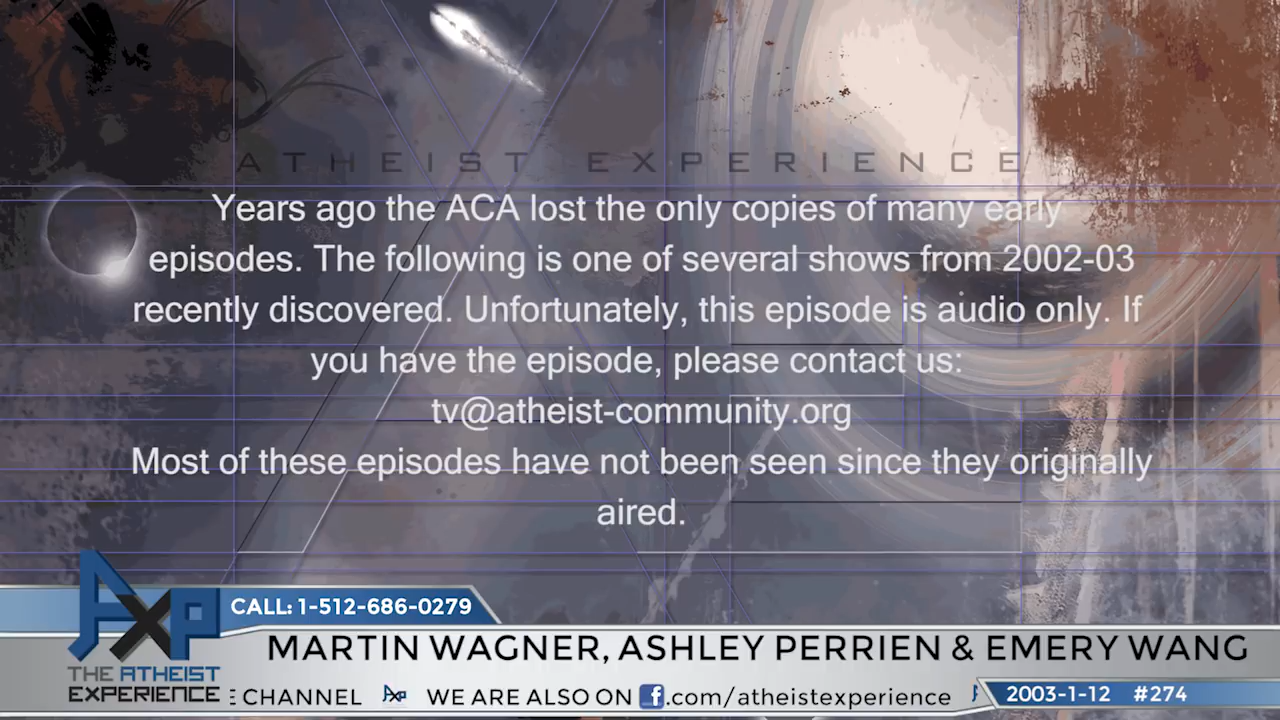 ATHEIST EXPERIENCE
Years ago the ACA lost the only copies of many early
episodes. The following is one of several shows from 2002-03
recently discovered. Unfortunately, this episode is audio only. If
you have the episode, please contact us:
tv@atheist-community.org
Most of these episodes have not been seen since they originally
aired.
CALL: 1-512-686-0279
MARTIN WAGNER, ASHLEY PERRIEN & EMERY WANG
AXP
THE ATHEIST
EXPERIENCE
CHANNEL AXP WE ARE ALSO ON f.com/atheistexperience
2003-1-12 #274